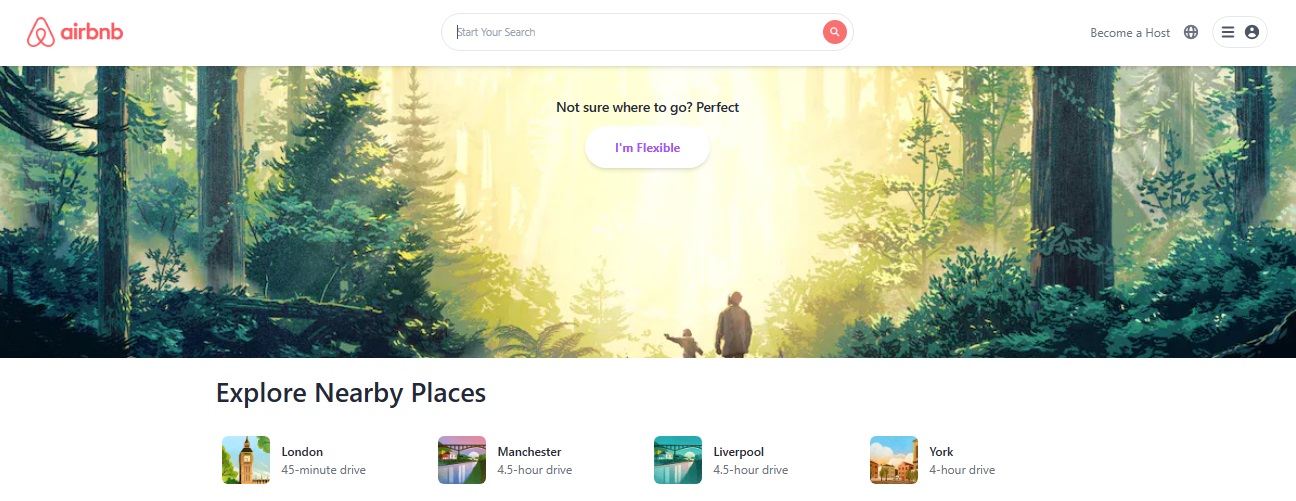 airbnb
Start Your Search
Become a Host
Not sure where to go? Perfect
I'm Flexible
Explore Nearby Places
London
45-minute drive
Manchester
4.5-hour drive
Liverpool
4.5-hour drive
York
4-hour drive